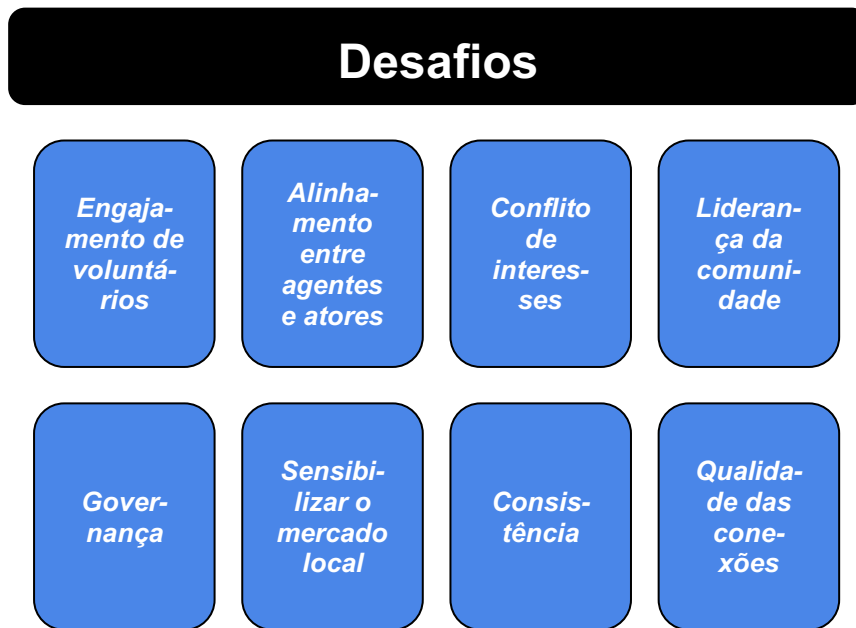 Desafios
Engaja-
mento de
voluntá-
rios
Alinha-
mento
entre
agentes
e atores
Conflito
de
interes-
ses
Lideran-
ça da
comuni-
dade
Gover-
nança
Sensibi-
lizar o
mercado
local
Consis-
tência
Qualida-
de das
cone-
xões